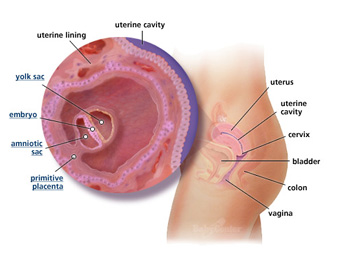 uterine cavity
uterine lining
yolk sac
embryo
amniotic
sac
primitive
placenta
uterus
uterine
cavity
cervix
bladder
colon
vagina